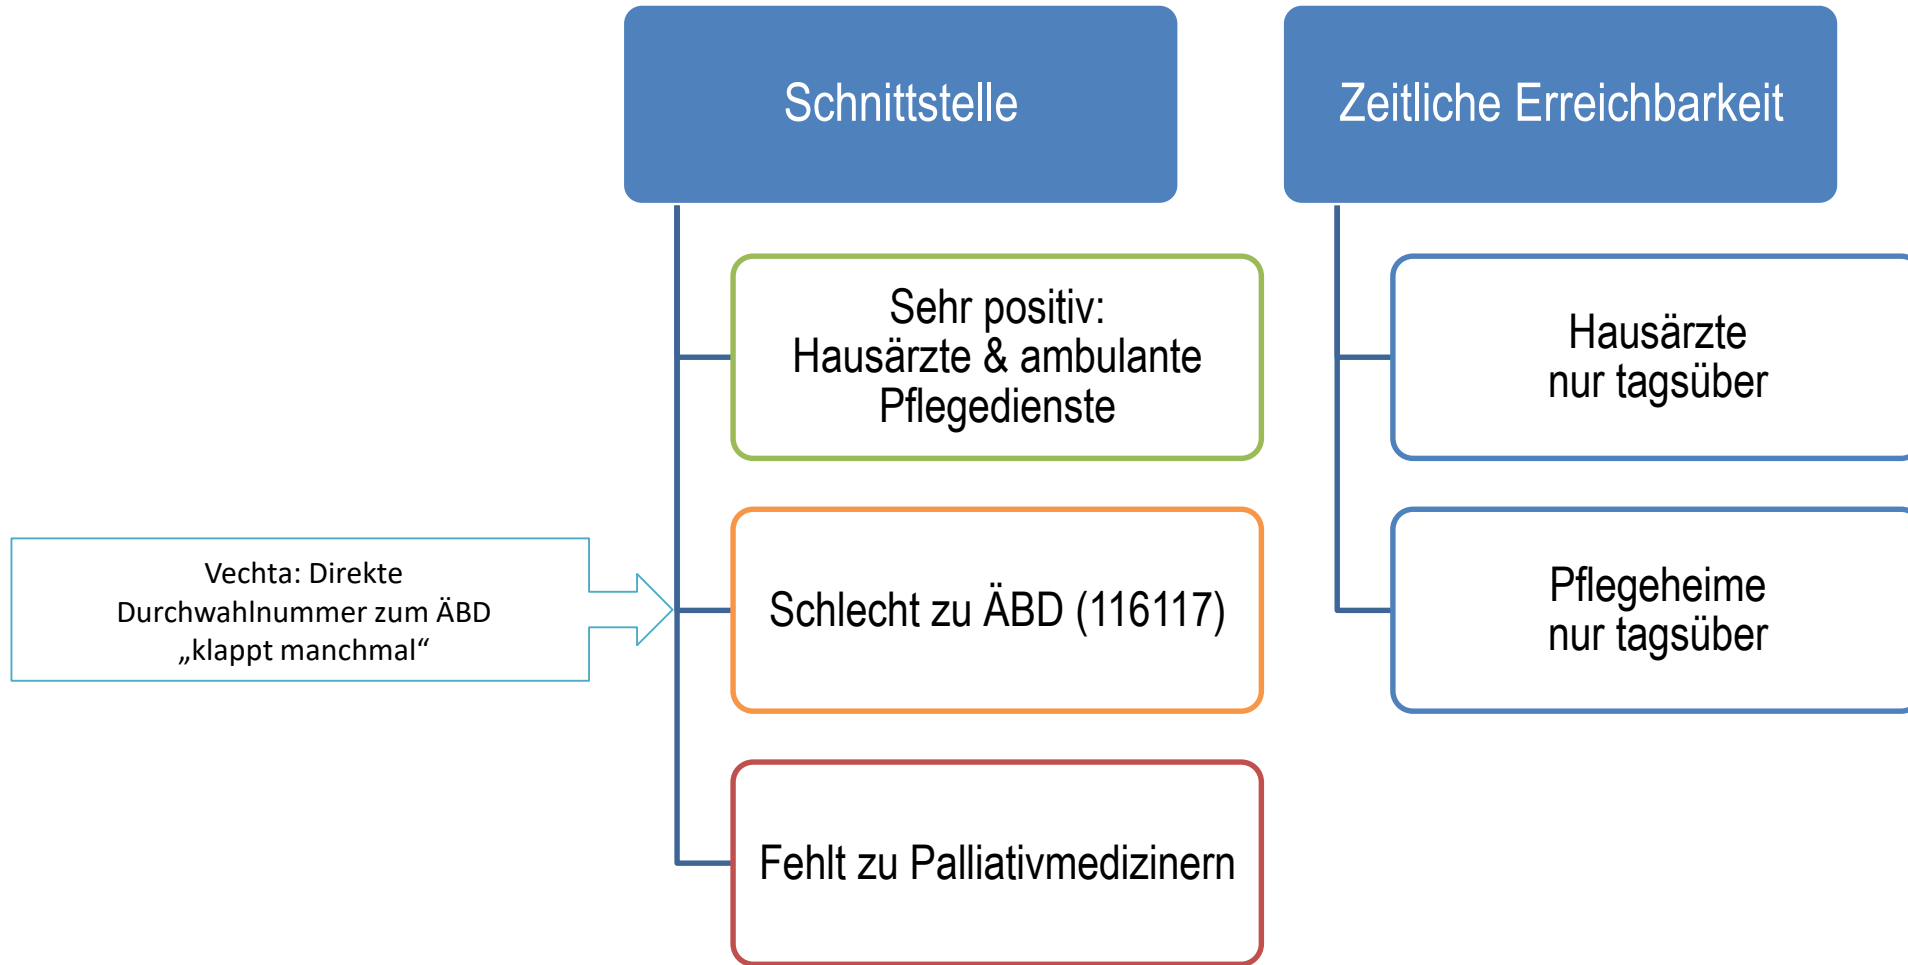 Schnittstelle
Sehr positiv:
Hausärzte & ambulante
Pflegedienste
Vechta: Direkte
Durchwahlnummer zum ÄBD
„klappt manchmal“
Schlecht zu ÄBD (116117)
Fehlt zu Palliativmedizinern
Zeitliche Erreichbarkeit
Hausärzte
nur tagsüber
Pflegeheime
nur tagsüber